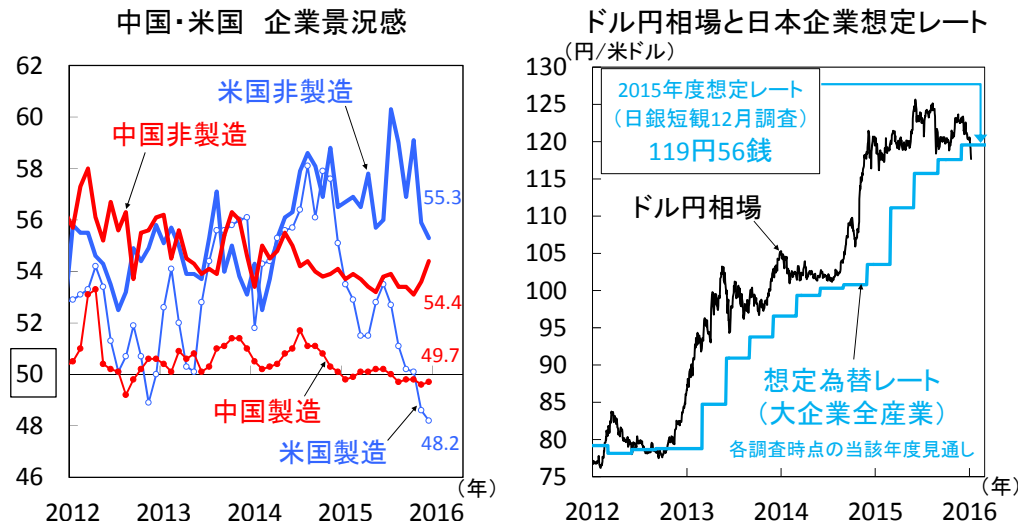 中国・米国 企業景況感
62
60
58
56
54
52
50
48
46
米国非製造
中国非製造
55.3
54.4
49.7
中国製造
米国製造
48.2
(年)
2012
2013
2014
2015
2016
ドル円相場と日本企業想定レート
(円/米ドル)
130
125
120
115
110
105
100
95
90
85
80
75
2015年度想定レート
(日銀短観12月調査)
119円56銭
ドル円相場
想定為替レート
(大企業全産業)
各調査時点の当該年度見通し
(年)
2012
2013
2014
2015
2016